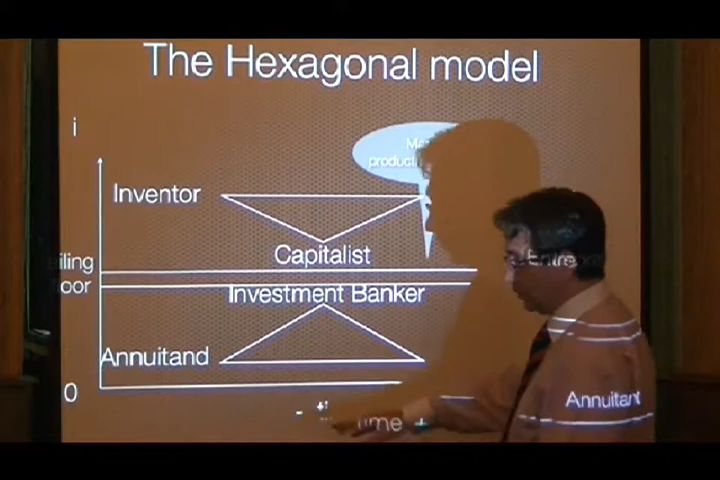 The Hexagonal model
i
Inventor
Capitalist
Investment Banker
Annuitand
Annuitant
0
- +